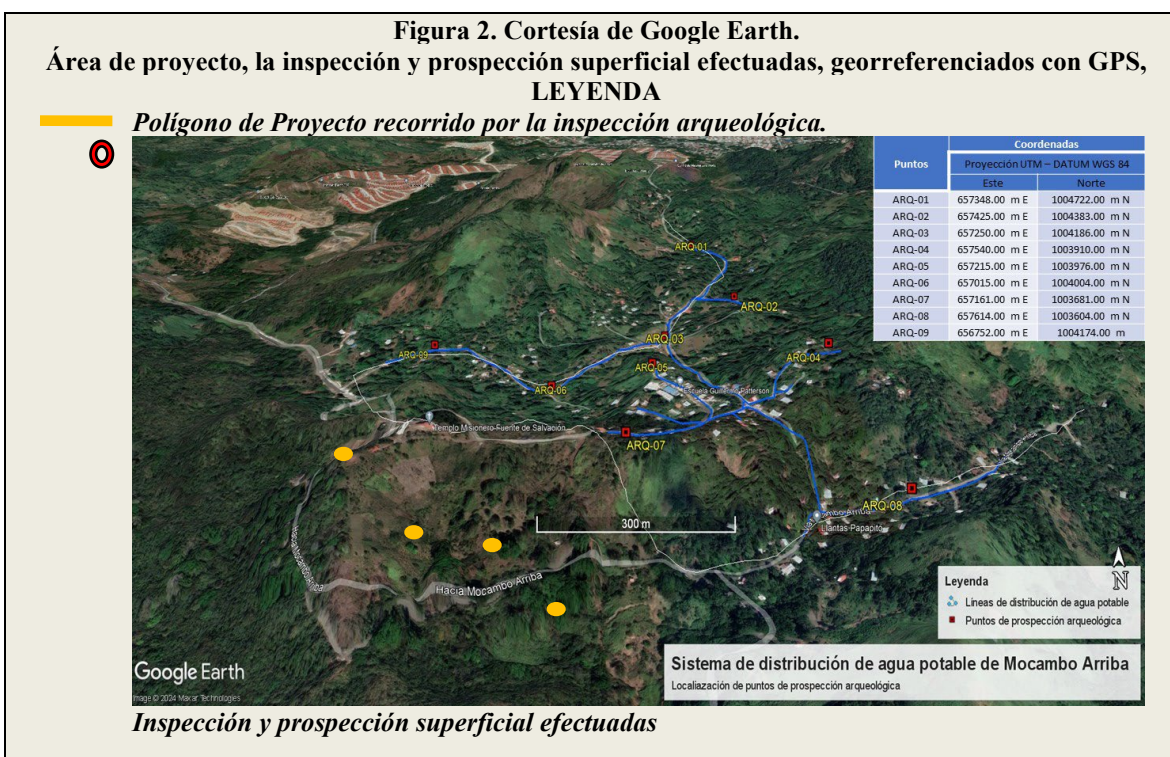 Figura 2. Cortesía de Google Earth.
Área de proyecto, la inspección y prospección superficial efectuadas, georreferenciados con GPS,
LEYENDA
Polígono de Proyecto recorrido por la inspección arqueológica.
Puntos
Coordenadas
Proyección UTM – DATUM WGS 84
Este Norte
ARQ-01 657348.00 m E 1004722.00 m N
ARQ-02 657425.00 m E 1004383.00 m N
ARQ-03 657250.00 m E 1004186.00 m N
ARQ-04 657540.00 m E 1003910.00 m N
ARQ-05 657215.00 m E 1003976.00 m N
ARQ-06 657015.00 m E 1004004.00 m N
ARQ-07 657161.00 m E 1003681.00 m N
ARQ-08 657614.00 m E 1003604.00 m N
ARQ-09 656752.00 m E 1004174.00 m
ARQ-01
ARQ-02
ARQ-03
ARQ-09
ARQ-04
ARQ-05
ARQ-06
Escuela Guillermo Patterson
Templo Misionero Fuente de Salvación
ARQ-07
ARQ-08
Llantas Papapito
300 m
Hacia Mocambo Arriba
Hacia Mocambo Arriba
N
Leyenda
Líneas de distribución de agua potable
Puntos de prospección arqueológica
Sistema de distribución de agua potable de Mocambo Arriba
Localiazación de puntos de prospección arqueológica
Google Earth
Image © 2024 Maxar Technologies
Inspección y prospección superficial efectuadas